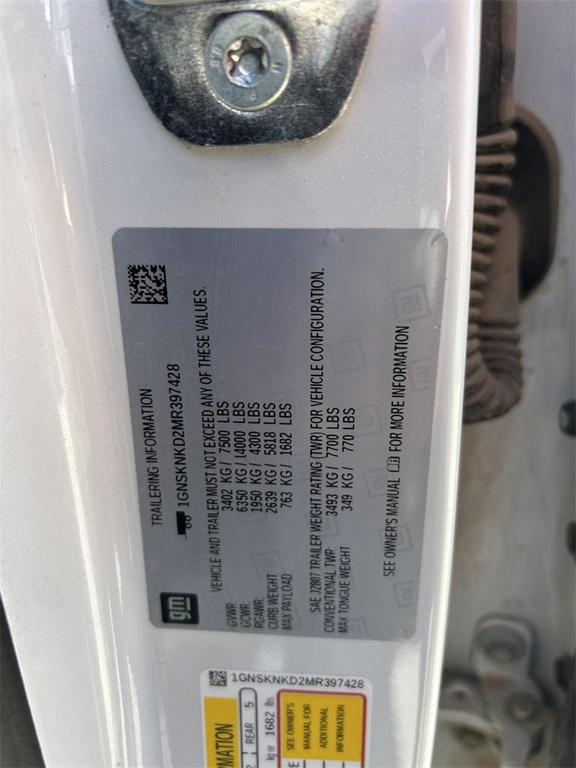 TRAILERING INFORMATION
1GNSKNKD2MR397428
VEHICLE AND TRAILER MUST NOT EXCEED ANY OF THESE VALUES.
GVWR: 3402 KG / 7500 LBS
GCWR: 6350 KG / 14000 LBS
RGAWR: 1950 KG / 4300 LBS
CURB WEIGHT 2639 KG / 5818 LBS
MAX PAYLOAD 763 KG / 1682 LBS
SAE J2807 TRAILER WEIGHT RATING (TWR) FOR VEHICLE CONFIGURATION.
CONVENTIONAL TWR: 3493 KG / 7700 LBS
MAX TONGUE WEIGHT 349 KG / 770 LBS
SEE OWNER'S MANUAL FOR MORE INFORMATION
gm
1GNSKNKD2MR397428
REAR 5
kg or 1682 lbs
SEE OWNER'S
MANUAL FOR
ADDITIONAL
INFORMATION